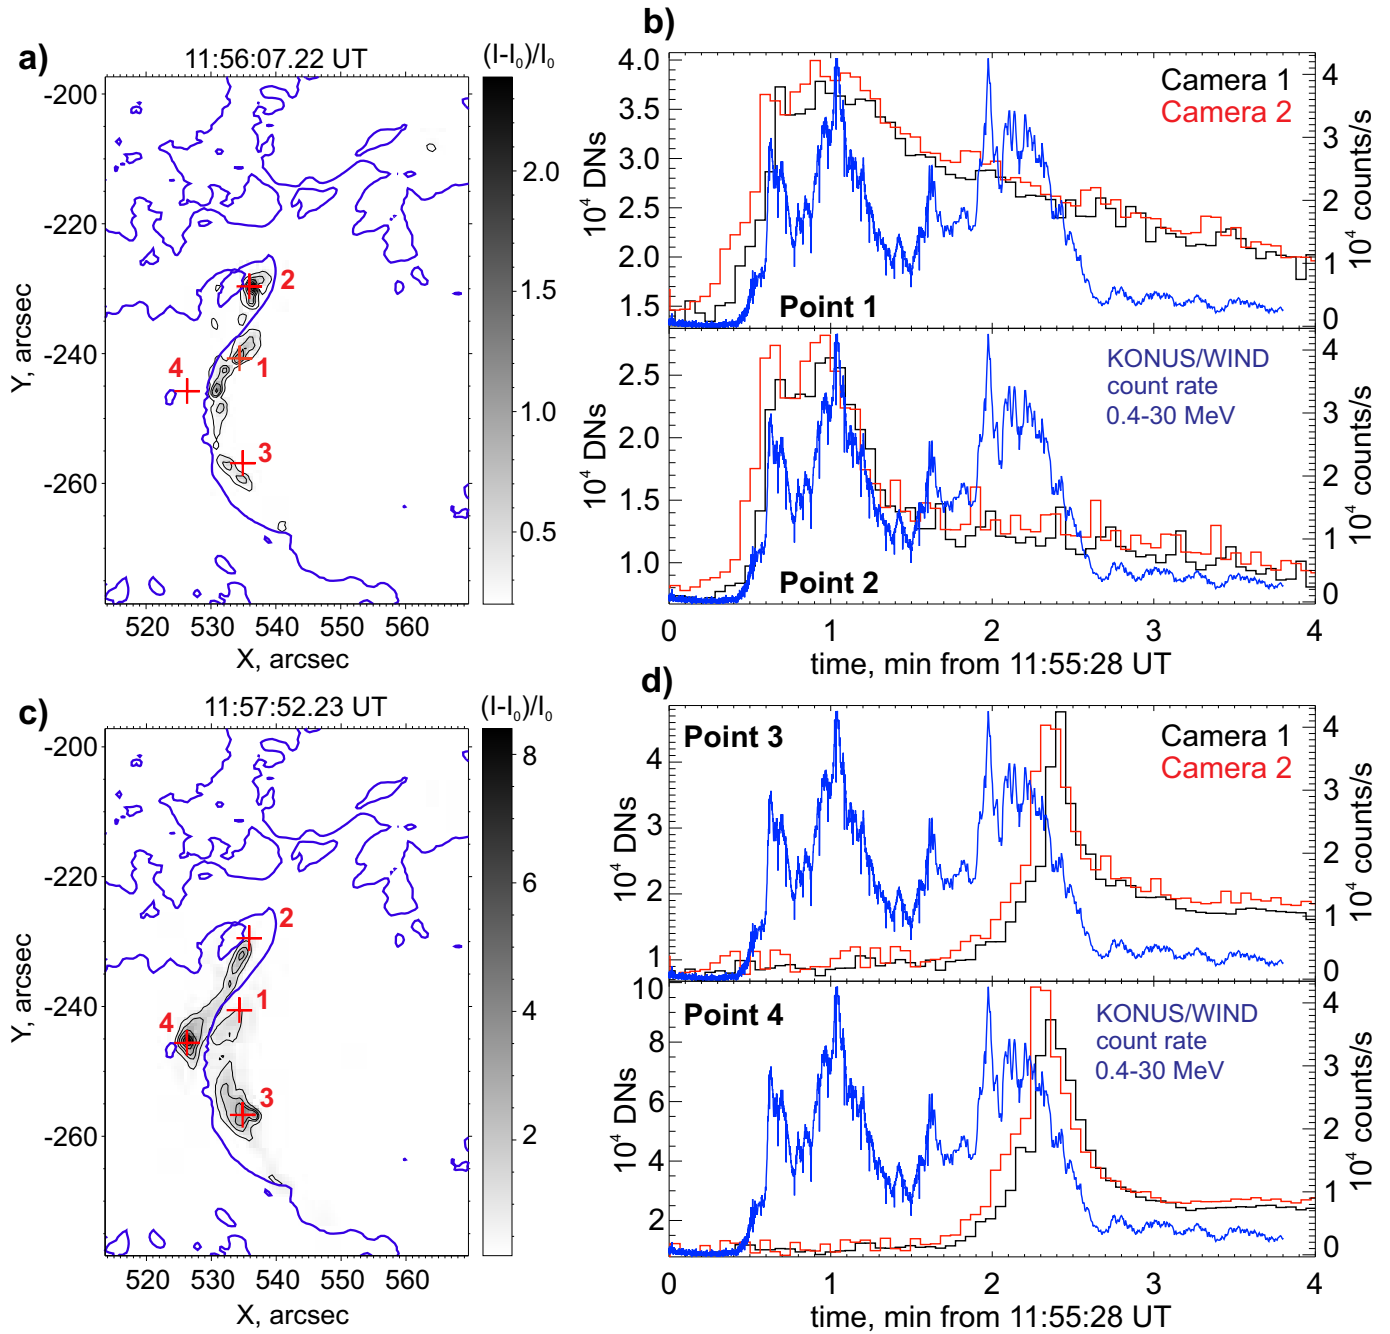 a)
11:56:07.22 UT
(I-I₀)/I₀
-200
-220
-240
-260
Y, arcsec
520 530 540 550 560
X, arcsec
2
1
4
3
2.0
1.5
1.0
0.5
b)
4.0
3.5
3.0
2.5
2.0
1.5
10⁴ DNs
Camera 1
Camera 2
Point 1
4
3
2
1
0
10⁴ counts/s
2.5
2.0
1.5
1.0
10⁴ DNs
KONUS/WIND
count rate
0.4-30 MeV
Point 2
4
3
2
1
0
10⁴ counts/s
0 1 2 3 4
time, min from 11:55:28 UT
c)
11:57:52.23 UT
(I-I₀)/I₀
-200
-220
-240
-260
Y, arcsec
520 530 540 550 560
X, arcsec
2
1
4
3
8
6
4
2
d)
Point 3
Camera 1
Camera 2
4
3
2
1
10⁴ DNs
4
3
2
1
0
10⁴ counts/s
Point 4
KONUS/WIND
count rate
0.4-30 MeV
10
8
6
4
2
10⁴ DNs
4
3
2
1
0
10⁴ counts/s
0 1 2 3 4
time, min from 11:55:28 UT